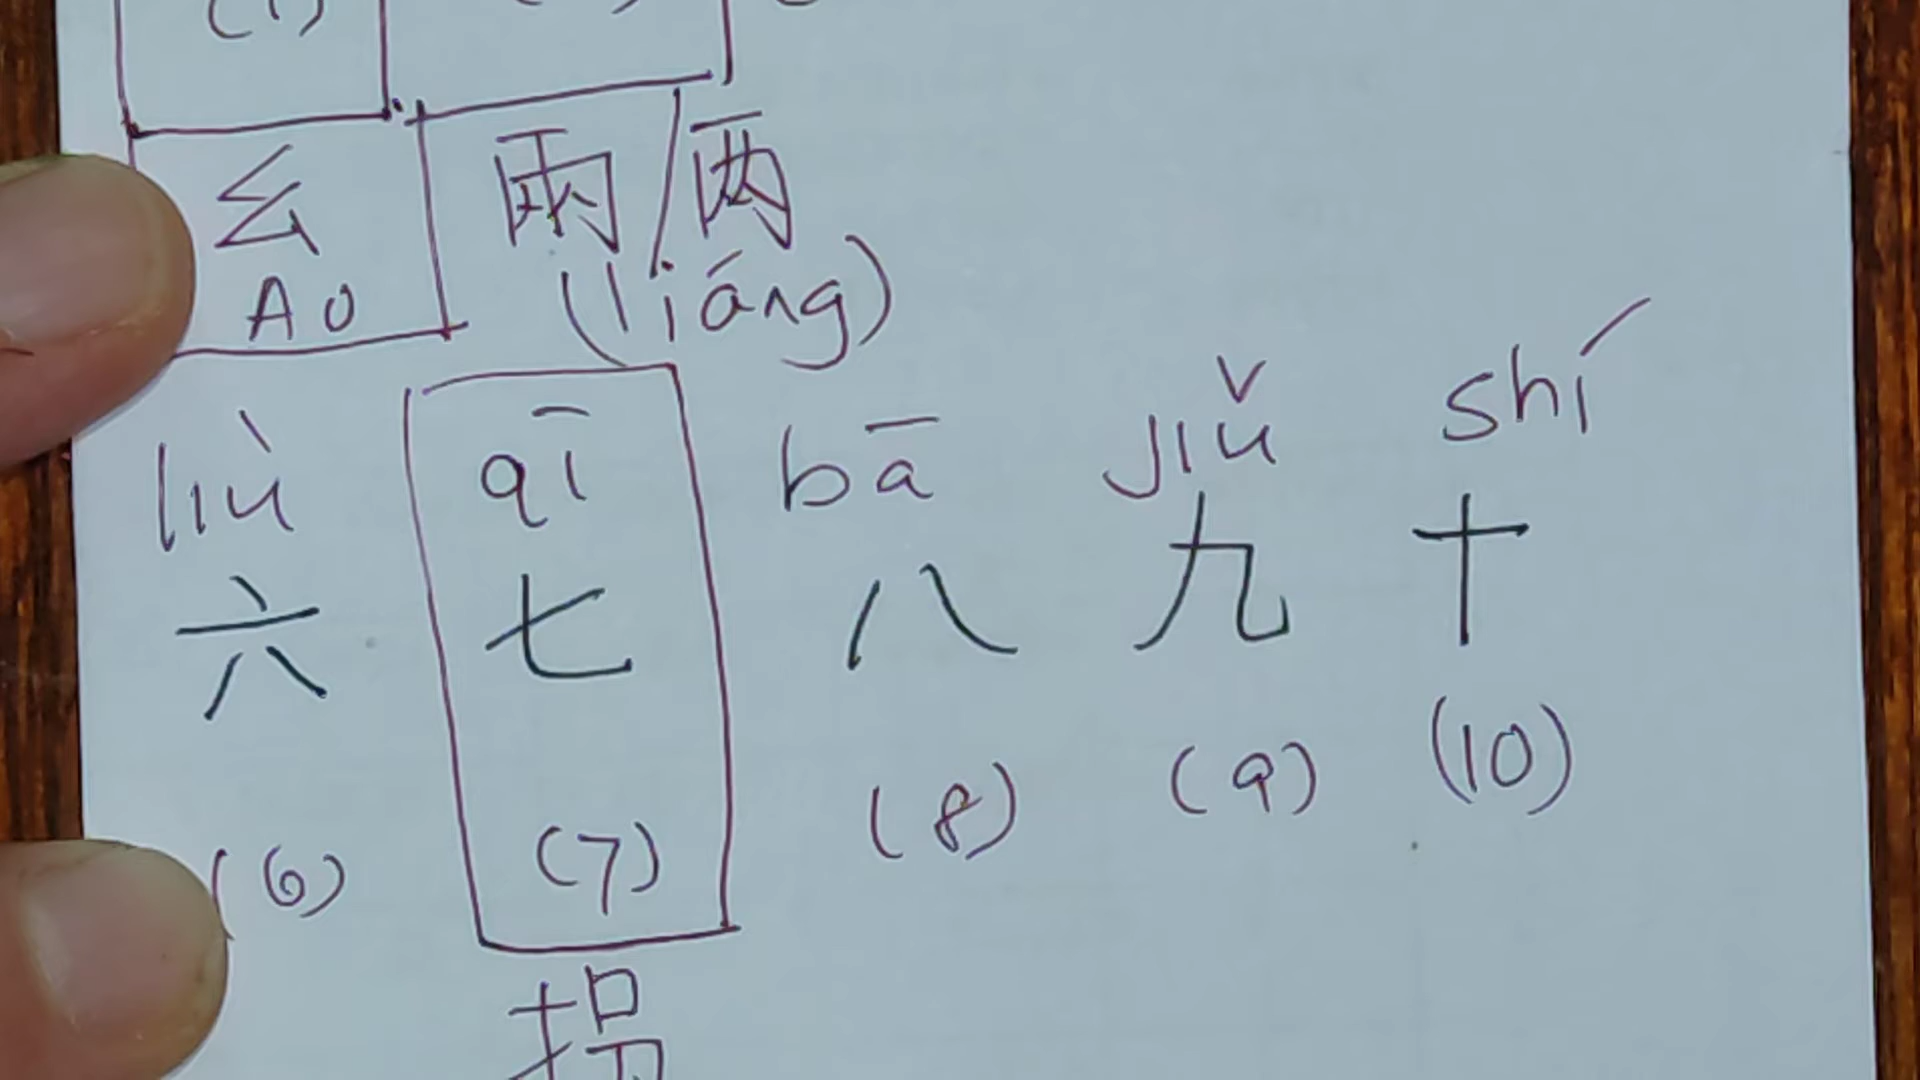 幺 兩/两
AO (liáng)
liù qī bā jiǔ shí
六 七 八 九 十
(6) (7) (8) (9) (10)